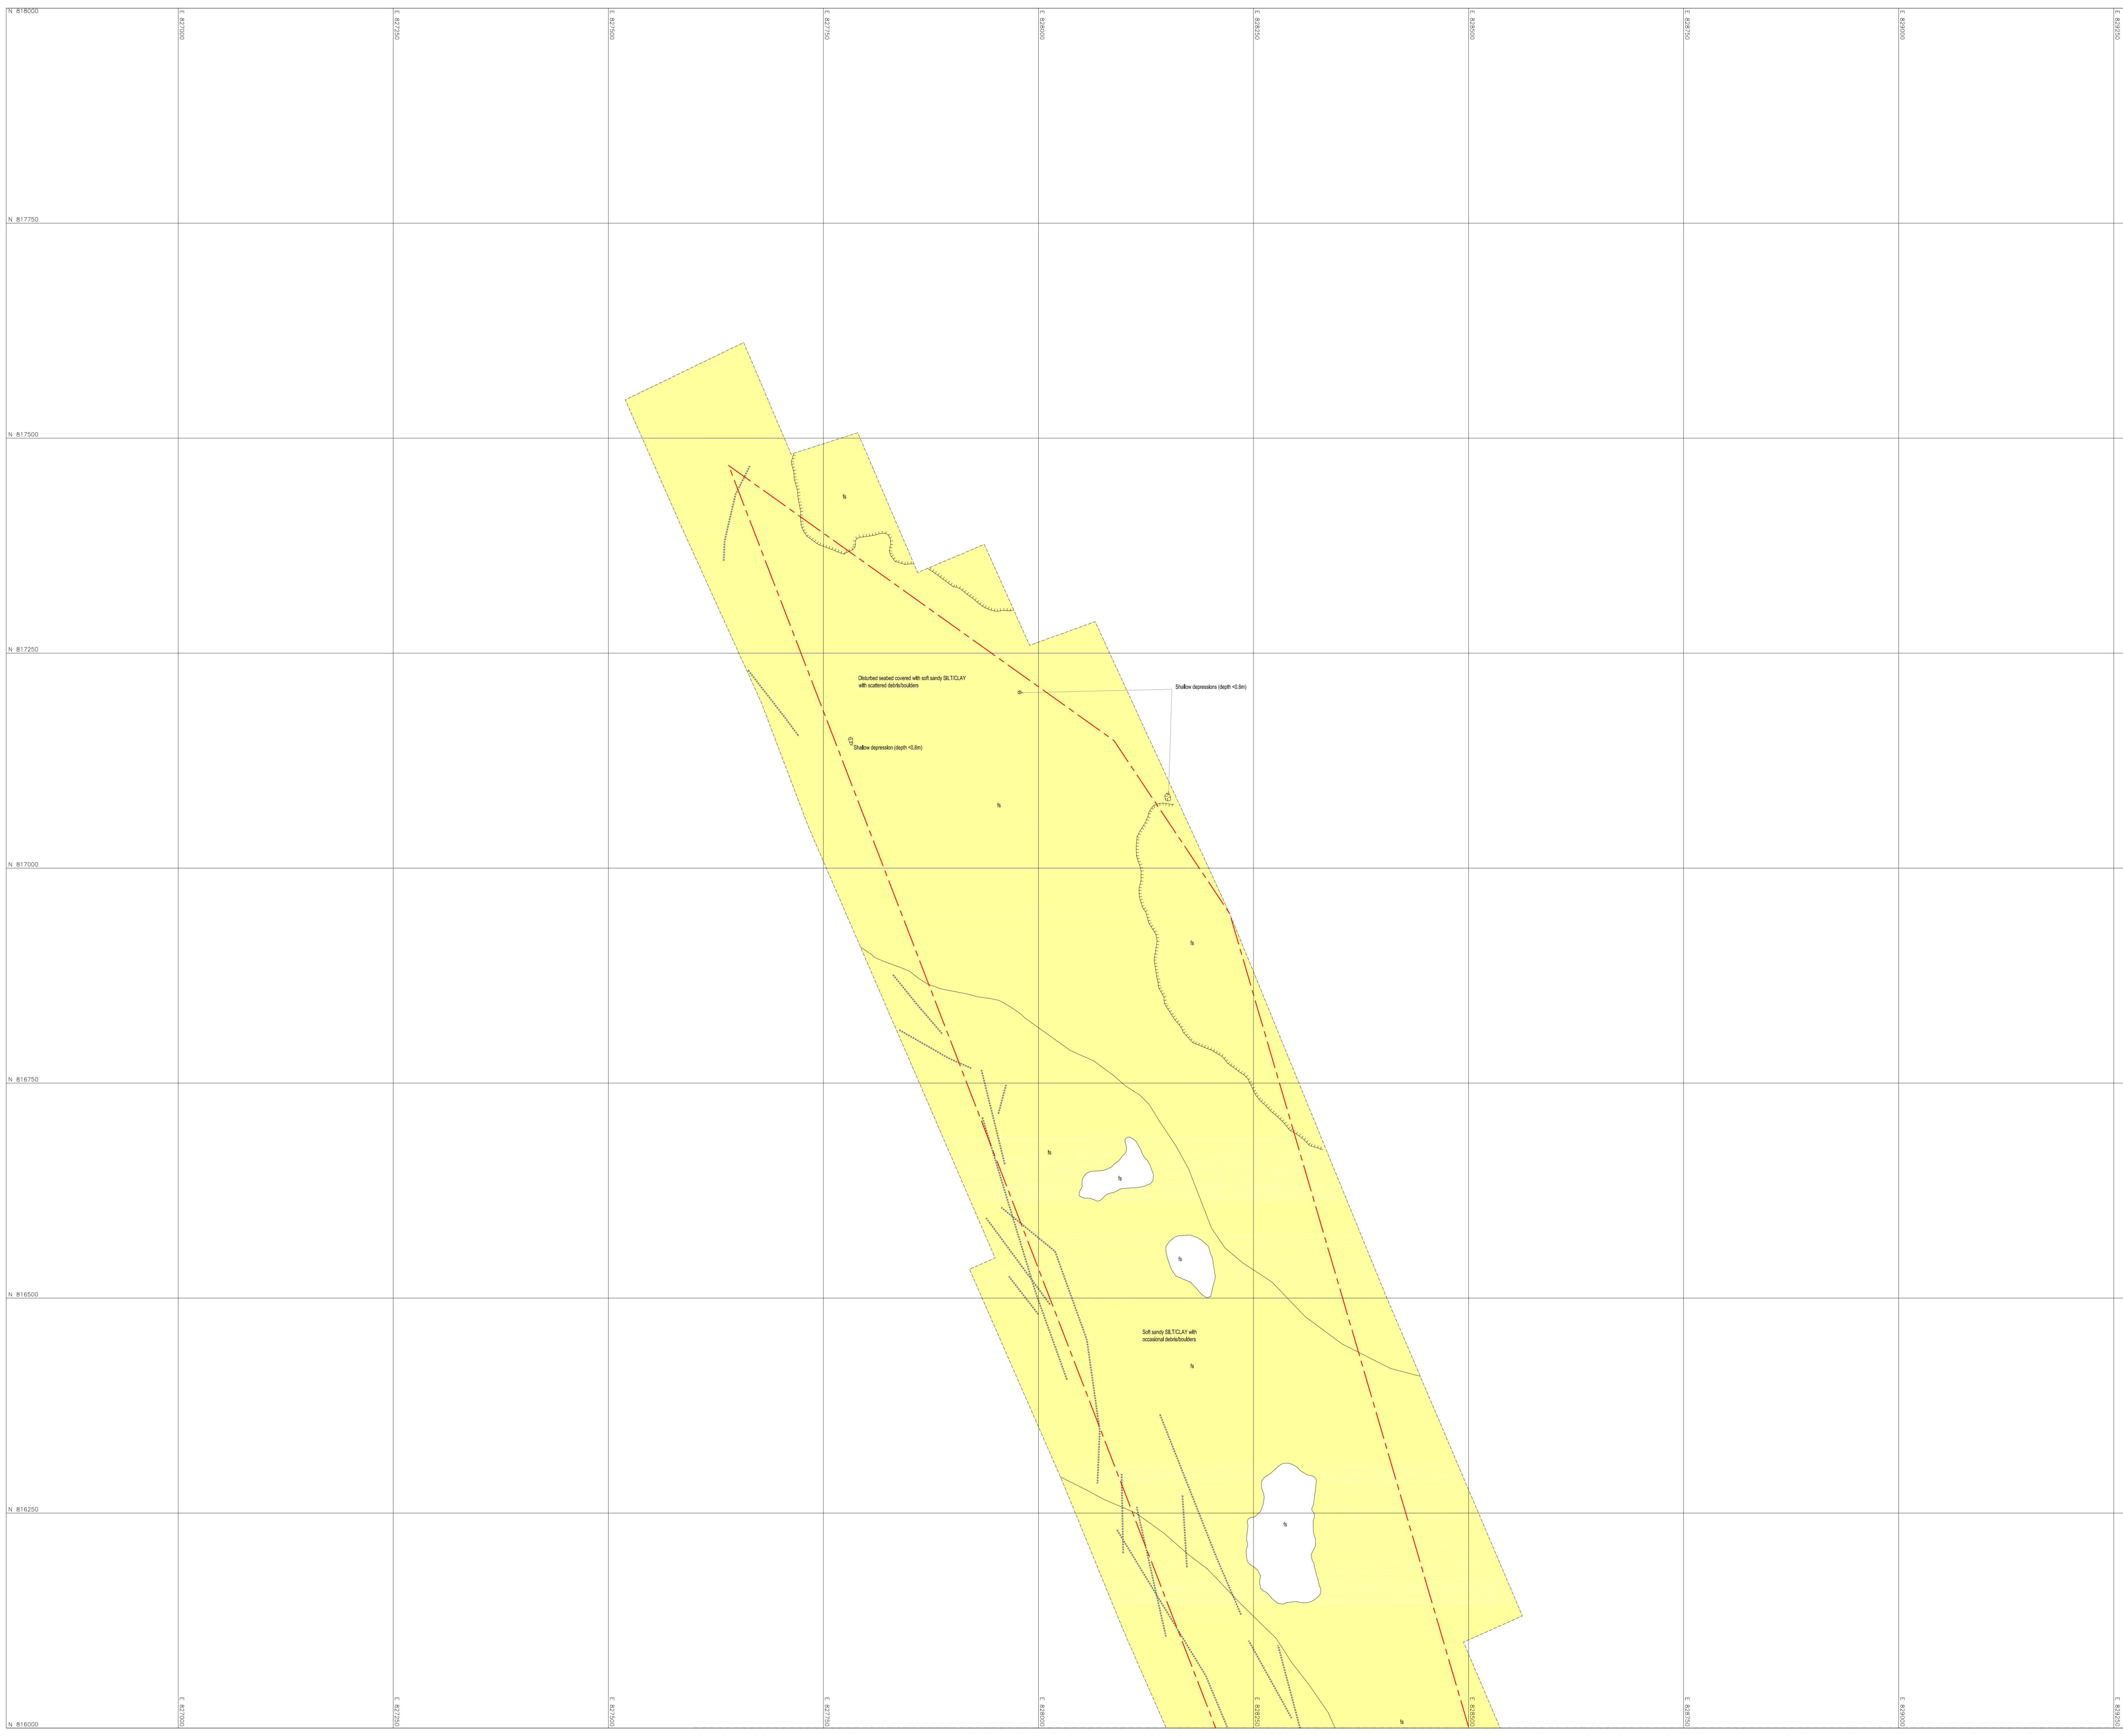 N 818000
E 827000
E 827250
E 827500
E 827750
E 828000
E 828250
E 828500
E 828750
E 829000
E 829250
N 817750
N 817500
fs
N 817250
Disturbed seabed covered with soft sandy SILT/CLAY
with scattered debris/boulders
Shallow depressions (depth <0.8m)
Shallow depression (depth <0.8m)
fs
N 817000
fs
N 816750
fs
fs
fs
N 816500
Soft sandy SILT/CLAY with
occasional debris/boulders
fs
N 816250
fs
fs
N 816000
E 827000
E 827250
E 827500
E 827750
E 828000
E 828250
E 828500
E 828750
E 829000
E 829250